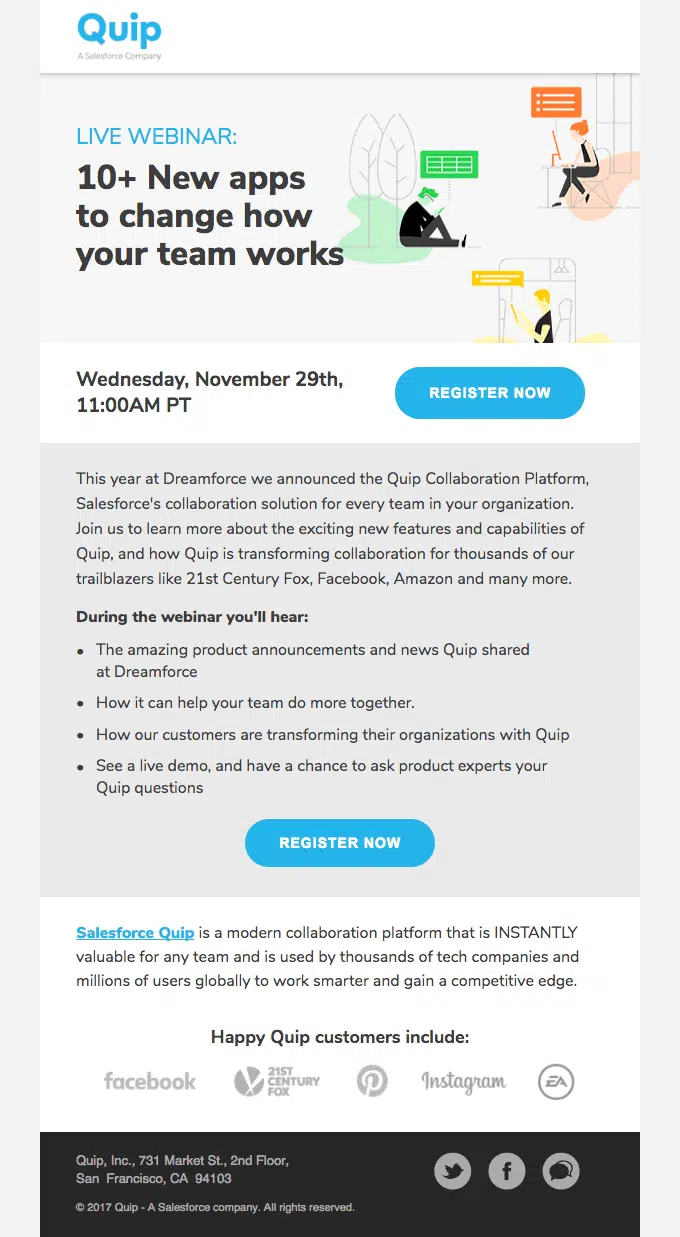 Quip
A Salesforce Company
LIVE WEBINAR:
10+ New apps
to change how
your team works
Wednesday, November 29th,
11:00AM PT
REGISTER NOW
This year at Dreamforce we announced the Quip Collaboration Platform,
Salesforce's collaboration solution for every team in your organization.
Join us to learn more about the exciting new features and capabilities of
Quip, and how Quip is transforming collaboration for thousands of our
trailblazers like 21st Century Fox, Facebook, Amazon and many more.
During the webinar you'll hear:
• The amazing product announcements and news Quip shared
at Dreamforce
• How it can help your team do more together.
• How our customers are transforming their organizations with Quip
• See a live demo, and have a chance to ask product experts your
Quip questions
REGISTER NOW
Salesforce Quip is a modern collaboration platform that is INSTANTLY
valuable for any team and is used by thousands of tech companies and
millions of users globally to work smarter and gain a competitive edge.
Happy Quip customers include:
facebook
21ST
CENTURY
FOX
Instagram
EA
Quip, Inc., 731 Market St., 2nd Floor,
San Francisco, CA 94103
© 2017 Quip - A Salesforce company. All rights reserved.